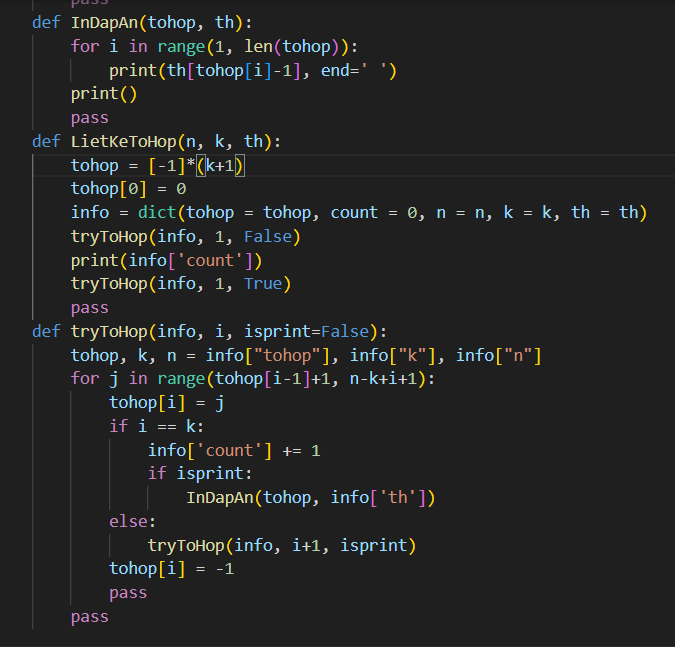 pass
def InDapAn(tohop, th):
    for i in range(1, len(tohop)):
        print(th[tohop[i]-1], end=' ')
    print()
    pass
def LietKeToHop(n, k, th):
    tohop = [-1]*(k+1)
    tohop[0] = 0
    info = dict(tohop = tohop, count = 0, n = n, k = k, th = th)
    tryToHop(info, 1, False)
    print(info['count'])
    tryToHop(info, 1, True)
    pass
def tryToHop(info, i, isprint=False):
    tohop, k, n = info["tohop"], info["k"], info["n"]
    for j in range(tohop[i-1]+1, n-k+i+1):
        tohop[i] = j
        if i == k:
            info['count'] += 1
            if isprint:
                InDapAn(tohop, info['th'])
        else:
            tryToHop(info, i+1, isprint)
        tohop[i] = -1
        pass
    pass